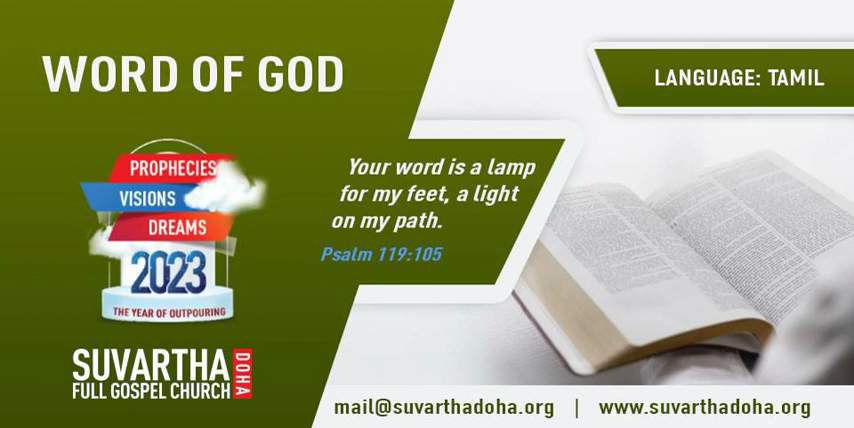 WORD OF GOD
LANGUAGE: TAMIL
PROPHECIES
VISIONS
DREAMS
2023
THE YEAR OF OUTPOURING
Your word is a lamp
for my feet, a light
on my path.
Psalm 119:105
SUVARTHA
DOHA
FULL GOSPEL CHURCH
mail@suvarthadoha.org | www.suvarthadoha.org